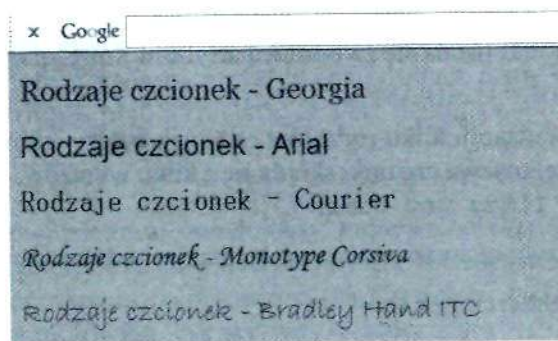 x Google
Rodzaje czcionek - Georgia
Rodzaje czcionek - Arial
Rodzaje czcionek - Courier
Rodzaje czcionek - Monotype Corsiva
Rodzaje czcionek - Bradley Hand ITC